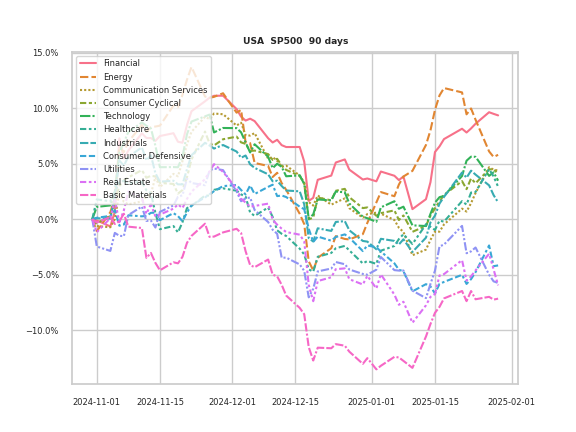 USA  SP500  90 days
15.0%
10.0%
5.0%
0.0%
−5.0%
−10.0%
Financial
Energy
Communication Services
Consumer Cyclical
Technology
Healthcare
Industrials
Consumer Defensive
Utilities
Real Estate
Basic Materials
2024-11-01
2024-11-15
2024-12-01
2024-12-15
2025-01-01
2025-01-15
2025-02-01